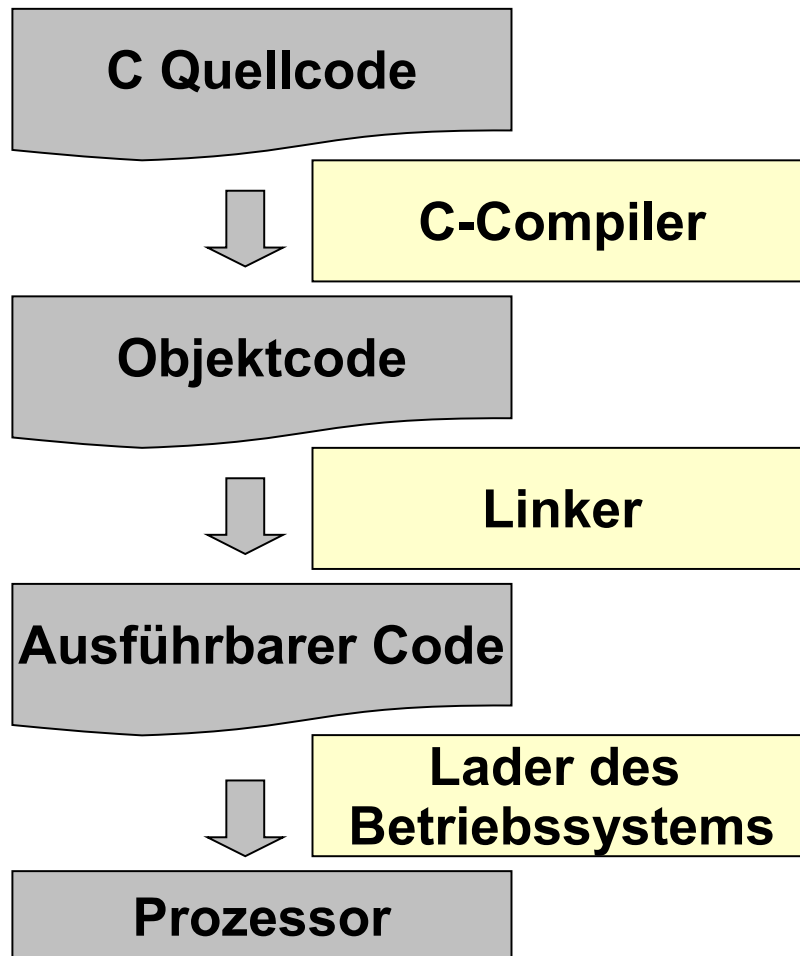 C Quellcode
C-Compiler
Objektcode
Linker
Ausführbarer Code
Lader des
Betriebssystems
Prozessor